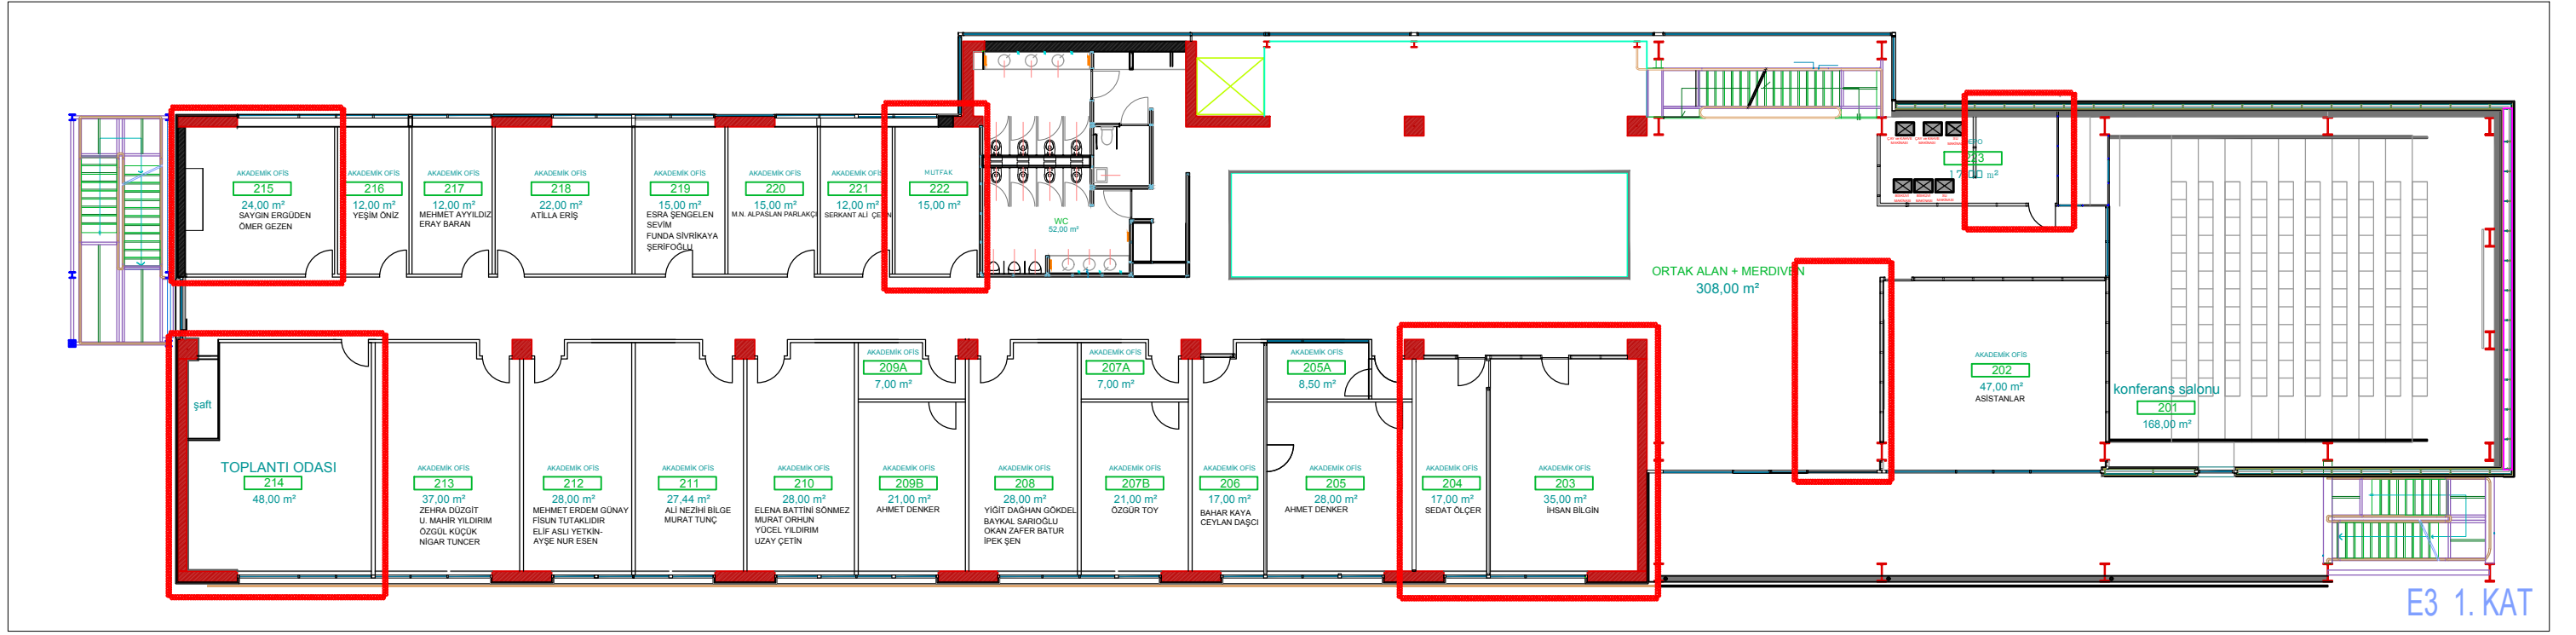 AKADEMİK OFİS
215
24,00 m²
SAYGIN ERGÜDEN
ÖMER GEZEN
AKADEMİK OFİS
216
12,00 m²
YEŞİM ÖNİZ
AKADEMİK OFİS
217
12,00 m²
MEHMET AYYILDIZ
ERAY BARAN
AKADEMİK OFİS
218
22,00 m²
ATİLLA ERİŞ
AKADEMİK OFİS
219
15,00 m²
ESRA ŞENGELEN
SEVİM
FUNDA SİVRİKAYA
ŞERİFOĞLU
AKADEMİK OFİS
220
15,00 m²
M.N. ALPASLAN PARLAKÇI
AKADEMİK OFİS
221
12,00 m²
SERKANT ALİ ÇETİN
MUTFAK
222
15,00 m²
WC
52,00 m²
223
17,00 m²
ORTAK ALAN + MERDİVEN
308,00 m²
AKADEMİK OFİS
202
47,00 m²
ASİSTANLAR
konferans salonu
201
168,00 m²
şaft
TOPLANTI ODASI
214
48,00 m²
AKADEMİK OFİS
213
37,00 m²
ZEHRA DÜZGİT
U. MAHİR YILDIRIM
ÖZGÜL KÜÇÜK
NİGAR TUNCER
AKADEMİK OFİS
212
28,00 m²
MEHMET ERDEM GÜNAY
FİSUN TUTAKLIDIR
ELİF ASLI YETKİN-
AYŞE NUR ESEN
AKADEMİK OFİS
211
27,44 m²
ALİ NEZİHİ BİLGE
MURAT TUNÇ
AKADEMİK OFİS
210
28,00 m²
ELENA BATTİNİ SÖNMEZ
MURAT ORHUN
YÜCEL YILDIRIM
UZAY ÇETİN
AKADEMİK OFİS
209A
7,00 m²
AKADEMİK OFİS
209B
21,00 m²
AHMET DENKER
AKADEMİK OFİS
208
28,00 m²
YİĞİT DAĞHAN GÖKDEL
BAYKAL SARIOĞLU
OKAN ZAFER BATUR
İPEK ŞEN
AKADEMİK OFİS
207A
7,00 m²
AKADEMİK OFİS
207B
21,00 m²
ÖZGÜR TOY
AKADEMİK OFİS
206
17,00 m²
BAHAR KAYA
CEYLAN DAŞCI
AKADEMİK OFİS
205A
8,50 m²
AKADEMİK OFİS
205
28,00 m²
AHMET DENKER
AKADEMİK OFİS
204
17,00 m²
SEDAT ÖLÇER
AKADEMİK OFİS
203
35,00 m²
İHSAN BİLGİN
E3 1. KAT